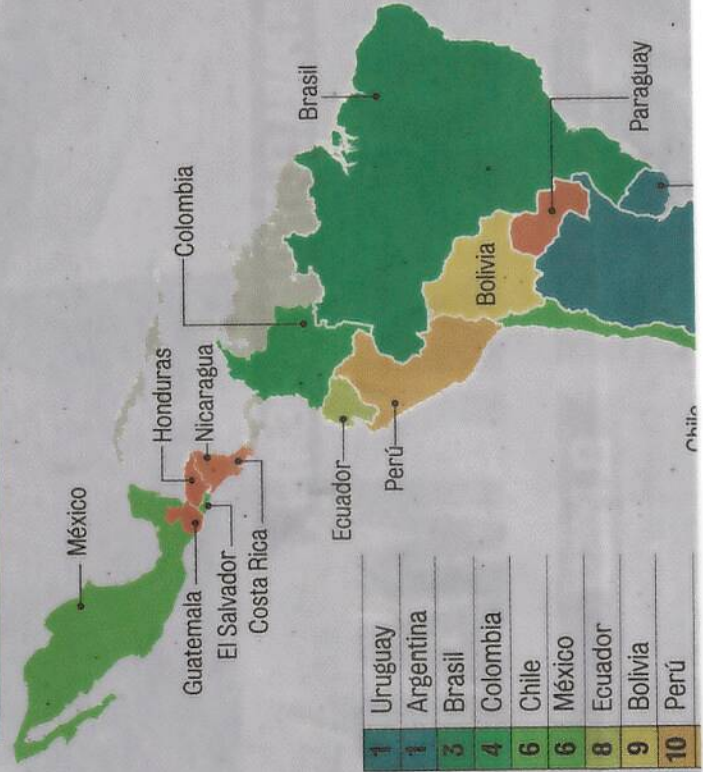 México
Honduras
Nicaragua
Guatemala
El Salvador
Costa Rica
Colombia
Brasil
Ecuador
Perú
Bolivia
Paraguay
Chile
1 Uruguay
1 Argentina
3 Brasil
4 Colombia
6 Chile
6 México
8 Ecuador
9 Bolivia
10 Perú